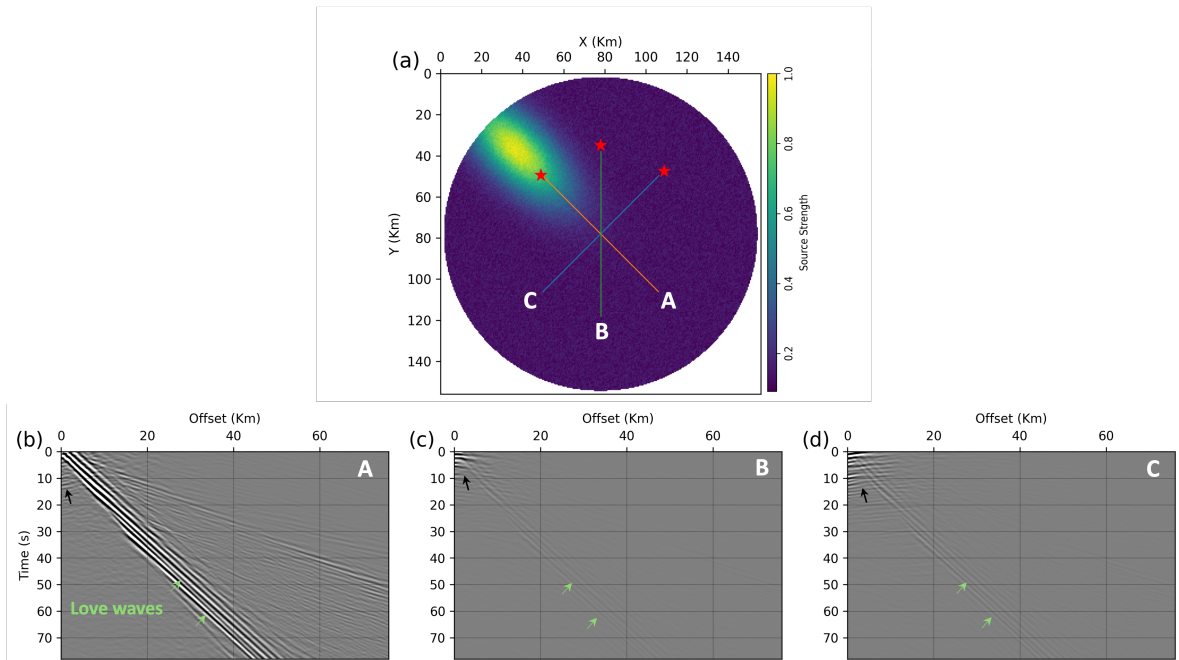 X (Km)
(a)
0 20 40 60 80 100 120 140
0
20
40
60
80
100
120
140
Y (Km)
C
B
A
1.0
0.8
0.6
0.4
0.2
Source Strength
Offset (Km)
(b)
0 20 40 60
0
10
20
30
40
50
60
70
Time (s)
A
Love waves
Offset (Km)
(c)
0 20 40 60
0
10
20
30
40
50
60
70
B
Offset (Km)
(d)
0 20 40 60
0
10
20
30
40
50
60
70
C